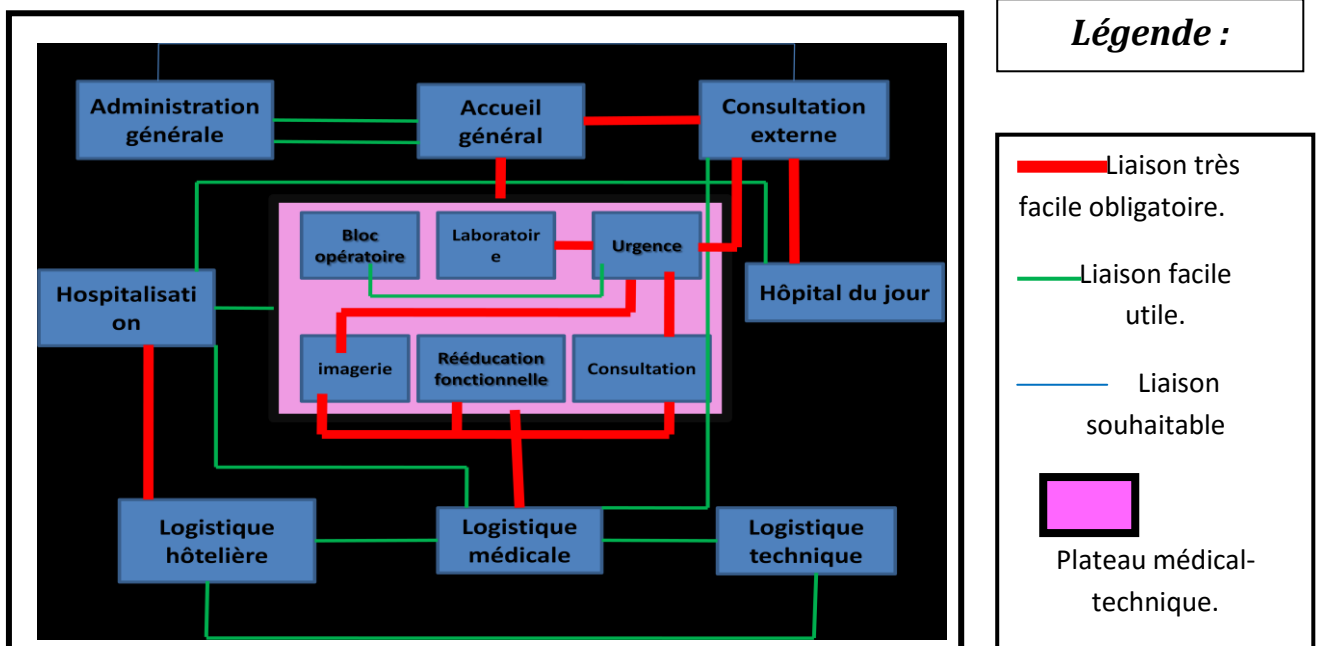 Légende :
Administration
générale
Accueil
général
Consultation
externe
Bloc
opératoire
Laboratoir
e
Urgence
Hospitalisati
on
Hôpital du jour
imagerie
Rééducation
fonctionnelle
Consultation
Logistique
hôtelière
Logistique
médicale
Logistique
technique
Liaison très
facile obligatoire.
Liaison facile
utile.
Liaison
souhaitable
Plateau médical-
technique.